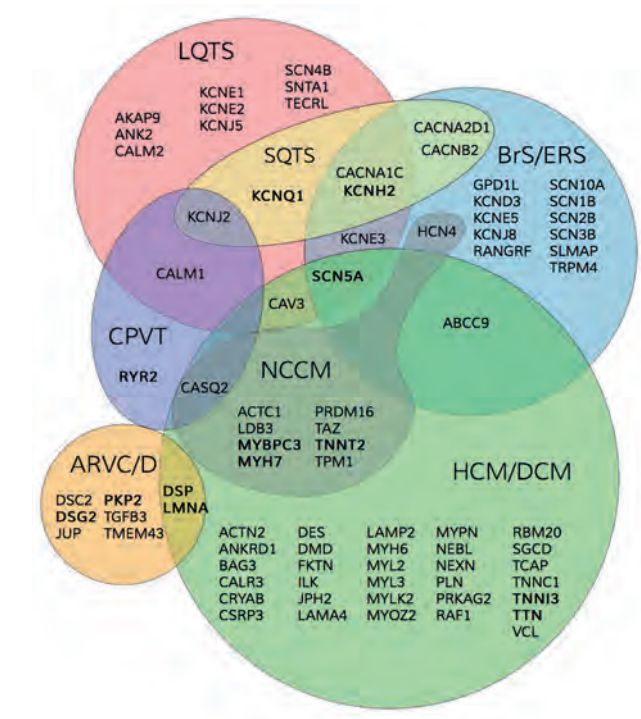 LQTS
SCN4B
SNTA1
TECRL
KCNE1
KCNE2
KCNJ5
AKAP9
ANK2
CALM2
CACNA2D1
CACNB2
SQTS
BrS/ERS
CACNA1C
KCNH2
KCNQ1
GPD1L
KCND3
KCNE5
KCNJ8
RANGRF
SCN10A
SCN1B
SCN2B
SCN3B
SLMAP
TRPM4
KCNJ2
KCNE3
HCN4
CALM1
SCN5A
CAV3
ABCC9
CPVT
RYR2
CASQ2
NCCM
ACTC1
LDB3
MYBPC3
MYH7
PRDM16
TAZ
TNNT2
TPM1
ARVC/D
HCM/DCM
DSC2
DSG2
JUP
PKP2
TGFB3
TMEM43
DSP
LMNA
ACTN2
ANKRD1
BAG3
CALR3
CRYAB
CSRP3
DES
DMD
FKTN
ILK
JPH2
LAMA4
LAMP2
MYH6
MYL2
MYL3
MYLK2
MYOZ2
MYPN
NEBL
NEXN
PLN
PRKAG2
RAF1
RBM20
SGCD
TCAP
TNNC1
TNNI3
TTN
VCL